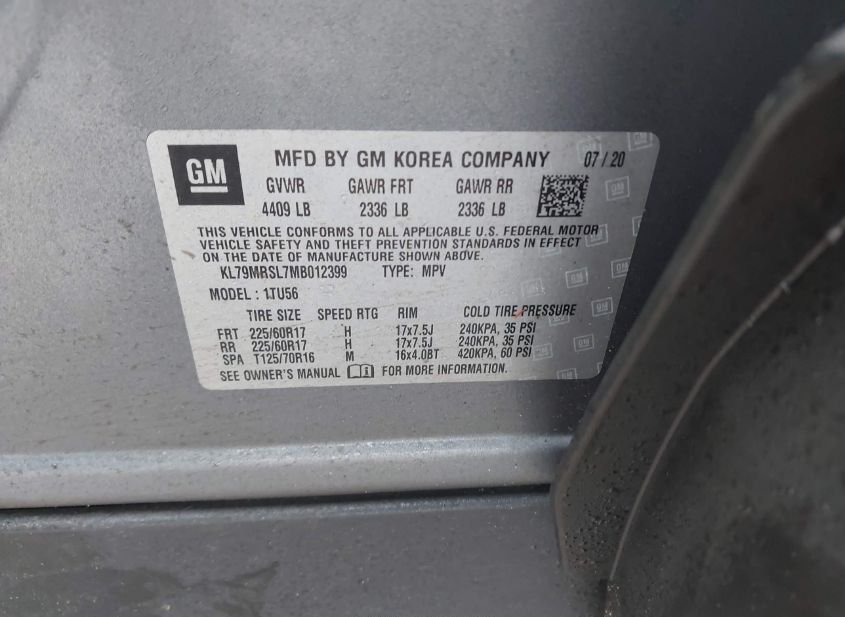 GM
MFD BY GM KOREA COMPANY 07 / 20
GVWR GAWR FRT GAWR RR
4409 LB 2336 LB 2336 LB
THIS VEHICLE CONFORMS TO ALL APPLICABLE U.S. FEDERAL MOTOR
VEHICLE SAFETY AND THEFT PREVENTION STANDARDS IN EFFECT
ON THE DATE OF MANUFACTURE SHOWN ABOVE.
KL79MRSL7MB012399 TYPE: MPV
MODEL : 1TU56
TIRE SIZE SPEED RTG RIM COLD TIRE PRESSURE
FRT 225/60R17 H 17x7.5J 240KPA, 35 PSI
RR 225/60R17 H 17x7.5J 240KPA, 35 PSI
SPA T125/70R16 M 16x4.0BT 420KPA, 60 PSI
SEE OWNER'S MANUAL FOR MORE INFORMATION.